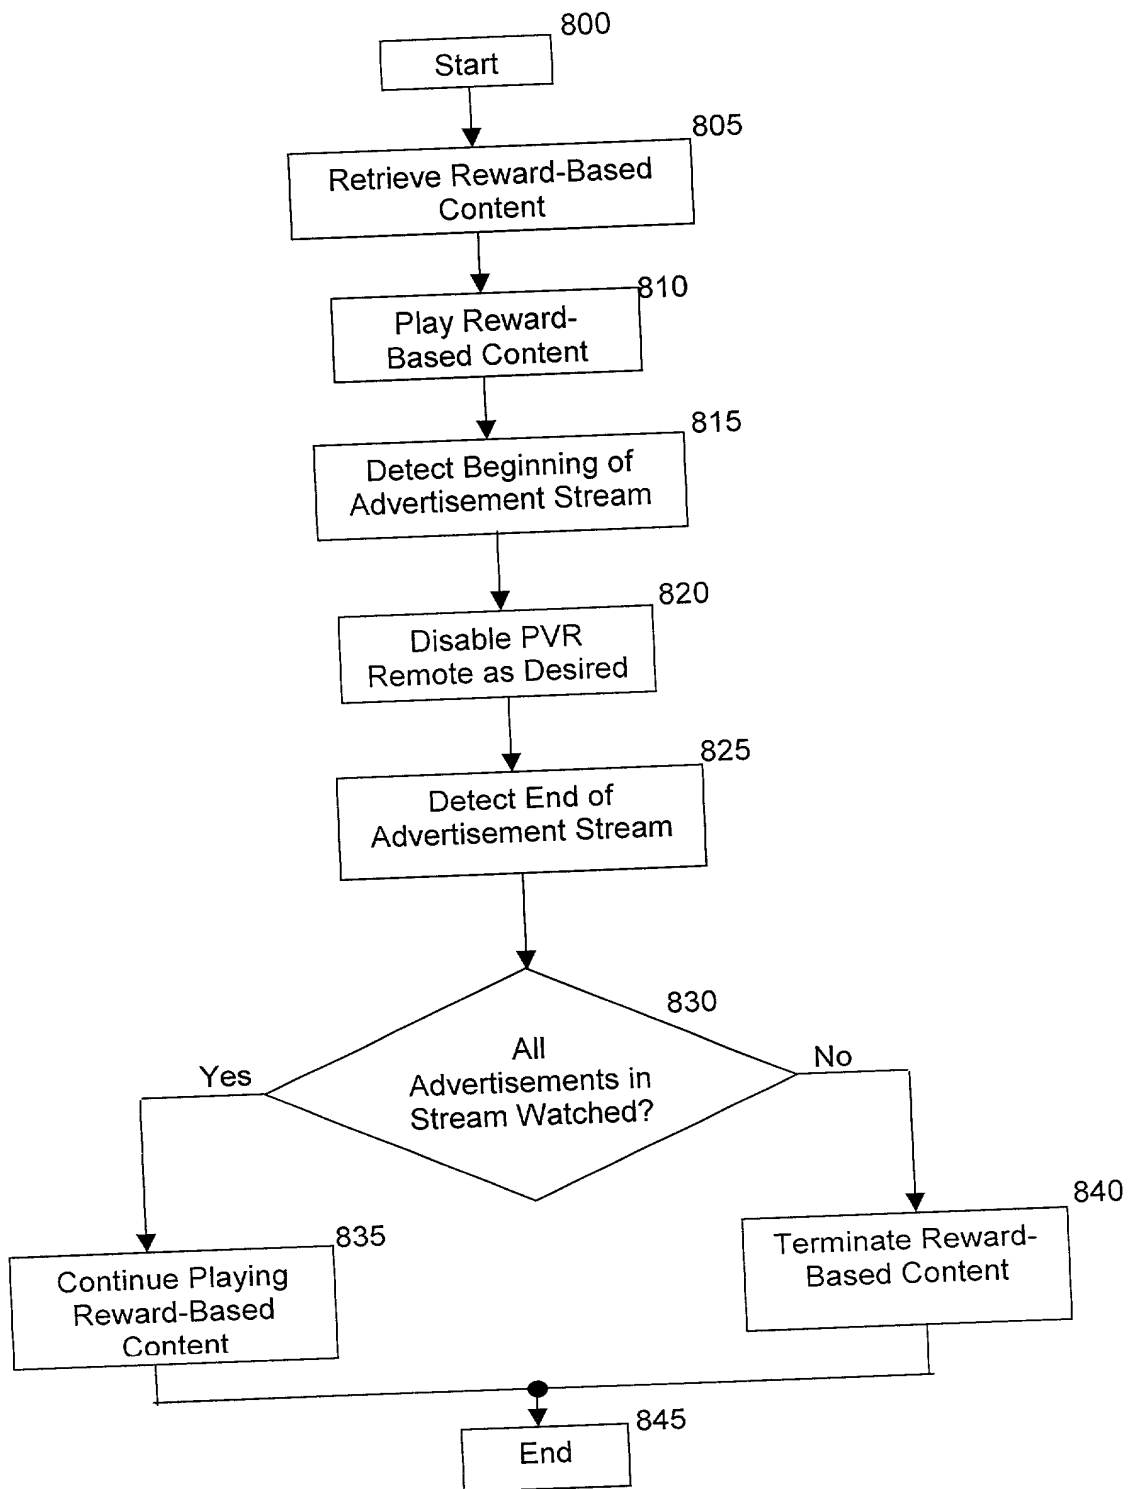 800
Start
805
Retrieve Reward-Based
Content
810
Play Reward-
Based Content
815
Detect Beginning of
Advertisement Stream
820
Disable PVR
Remote as Desired
825
Detect End of
Advertisement Stream
830
All
Advertisements in
Stream Watched?
Yes
No
835
Continue Playing
Reward-Based
Content
840
Terminate Reward-
Based Content
845
End